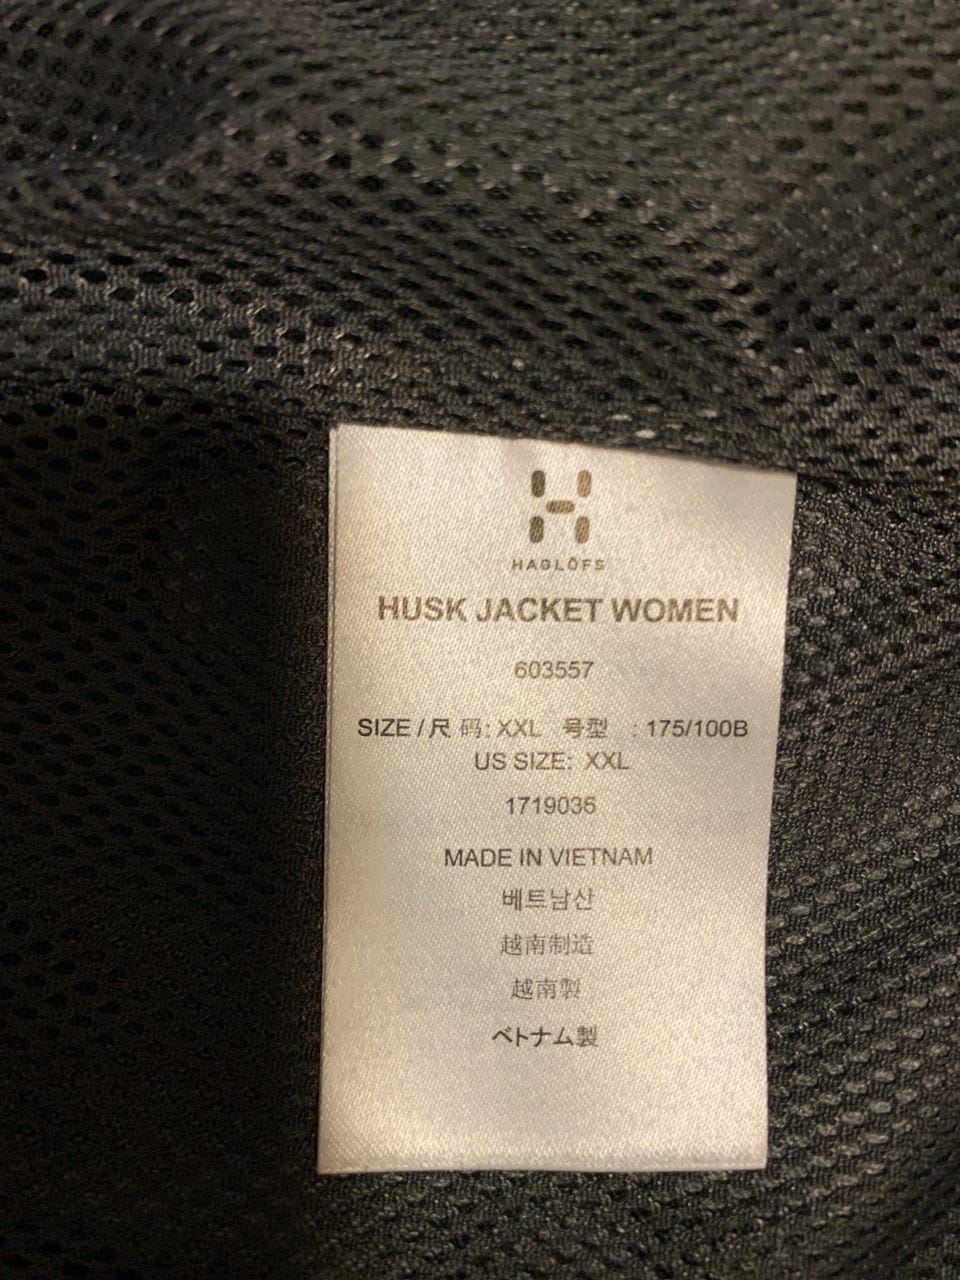 HAGLÖFS
HUSK JACKET WOMEN
603557
SIZE / 尺 码: XXL 号型 : 175/100B
US SIZE: XXL
1719036
MADE IN VIETNAM
베트남산
越南制造
越南製
ベトナム製